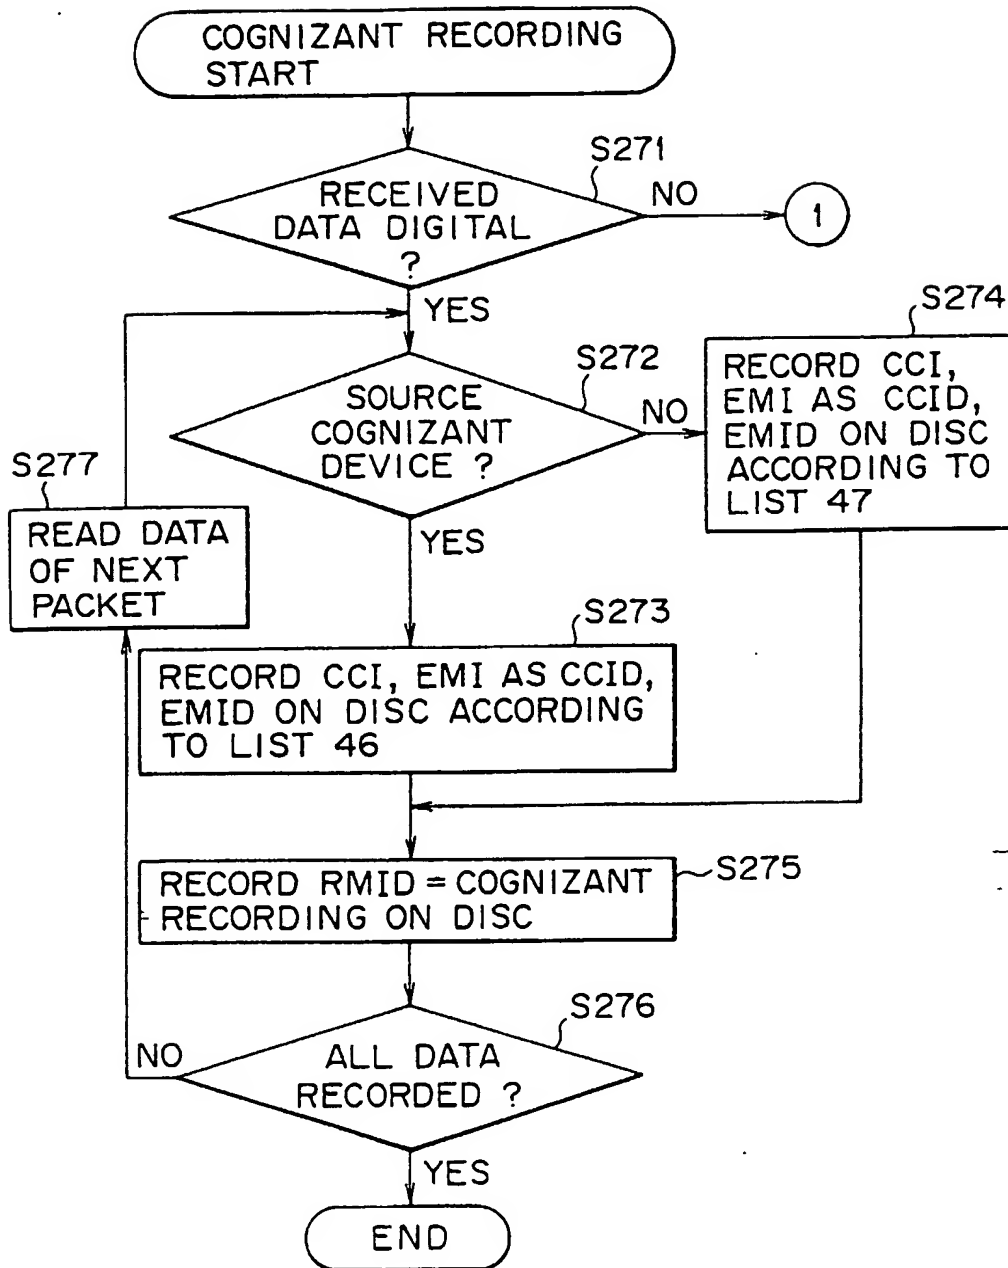 COGNIZANT RECORDING
START
S271
RECEIVED
DATA DIGITAL
?
NO
1
YES
S272
SOURCE
COGNIZANT
DEVICE ?
NO
S274
RECORD CCI,
EMI AS CCID,
EMID ON DISC
ACCORDING TO
LIST 47
S277
READ DATA
OF NEXT
PACKET
YES
S273
RECORD CCI, EMI AS CCID,
EMID ON DISC ACCORDING
TO LIST 46
RECORD RMID = COGNIZANT
RECORDING ON DISC
S275
S276
ALL DATA
RECORDED ?
NO
YES
END